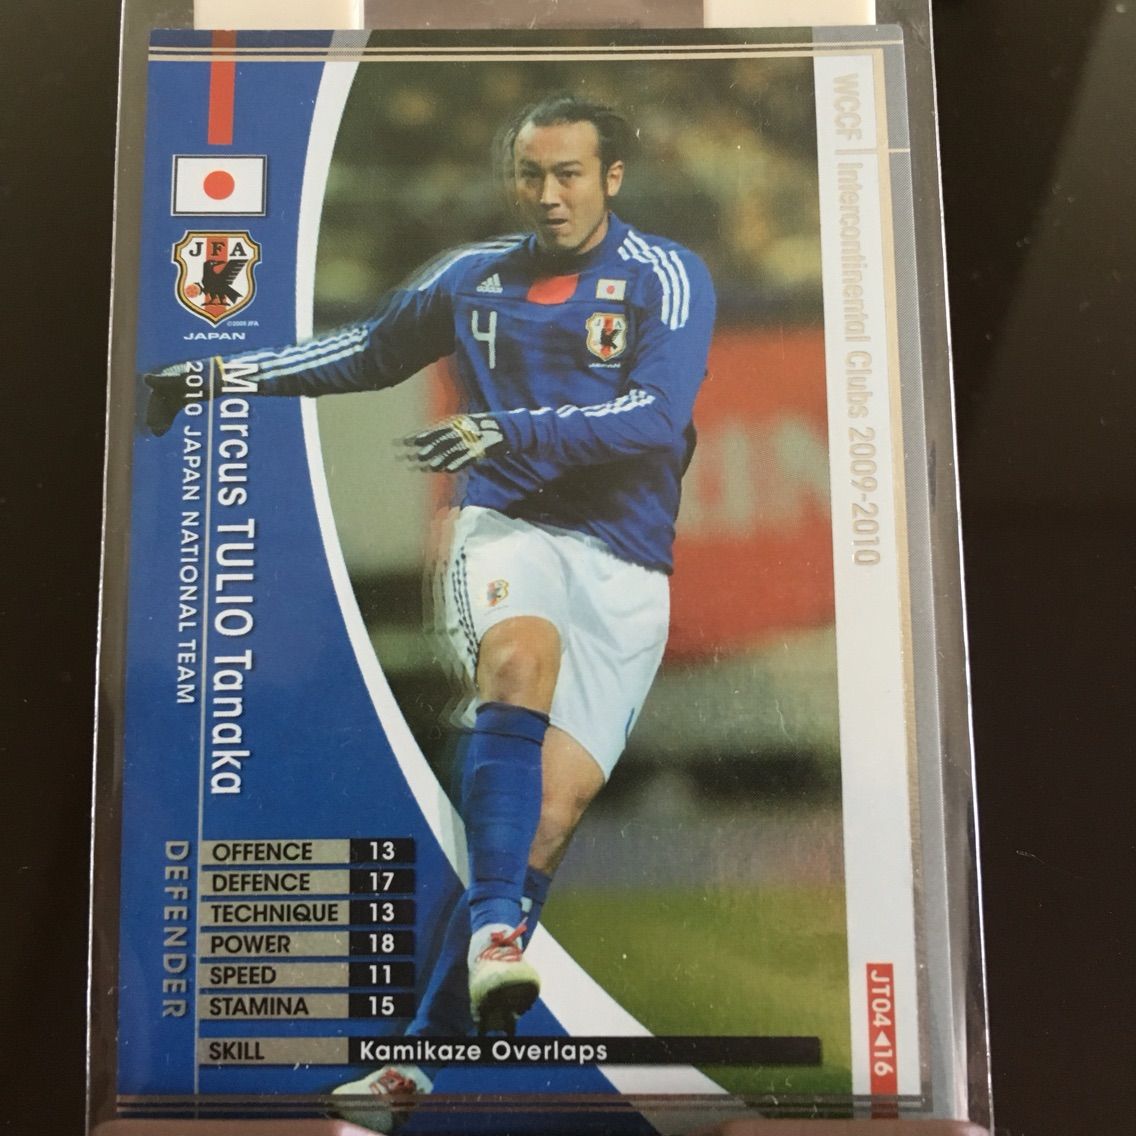 WCCF | Intercontinental Clubs 2009-2010
JFA
©2009 JFA
JAPAN
adidas
4
Marcus TULIO Tanaka
2010 JAPAN NATIONAL TEAM
DEFENDER
OFFENCE 13
DEFENCE 17
TECHNIQUE 13
POWER 18
SPEED 11
STAMINA 15
SKILL Kamikaze Overlaps
JT04◀16